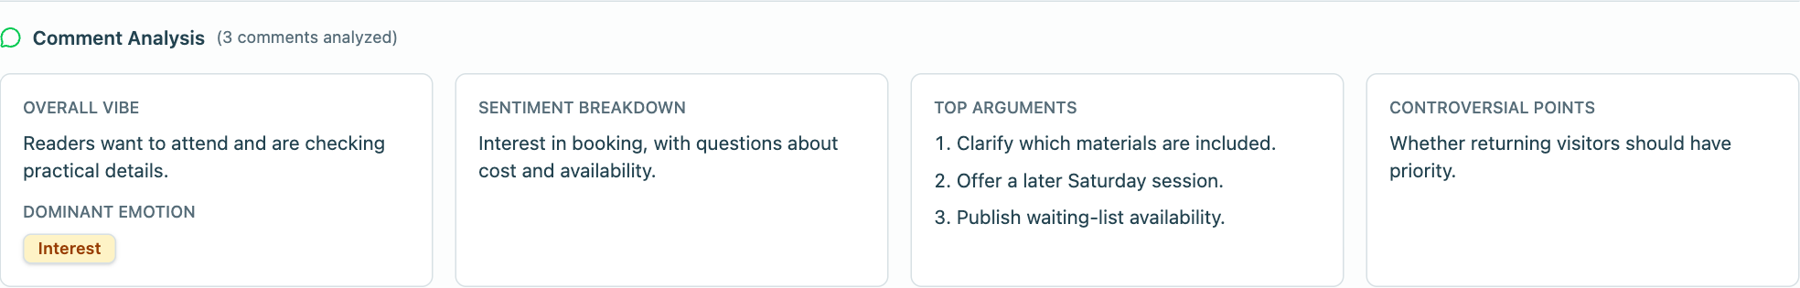 Comment Analysis (3 comments analyzed)
OVERALL VIBE
Readers want to attend and are checking
practical details.
DOMINANT EMOTION
Interest
SENTIMENT BREAKDOWN
Interest in booking, with questions about
cost and availability.
TOP ARGUMENTS
1. Clarify which materials are included.
2. Offer a later Saturday session.
3. Publish waiting-list availability.
CONTROVERSIAL POINTS
Whether returning visitors should have
priority.